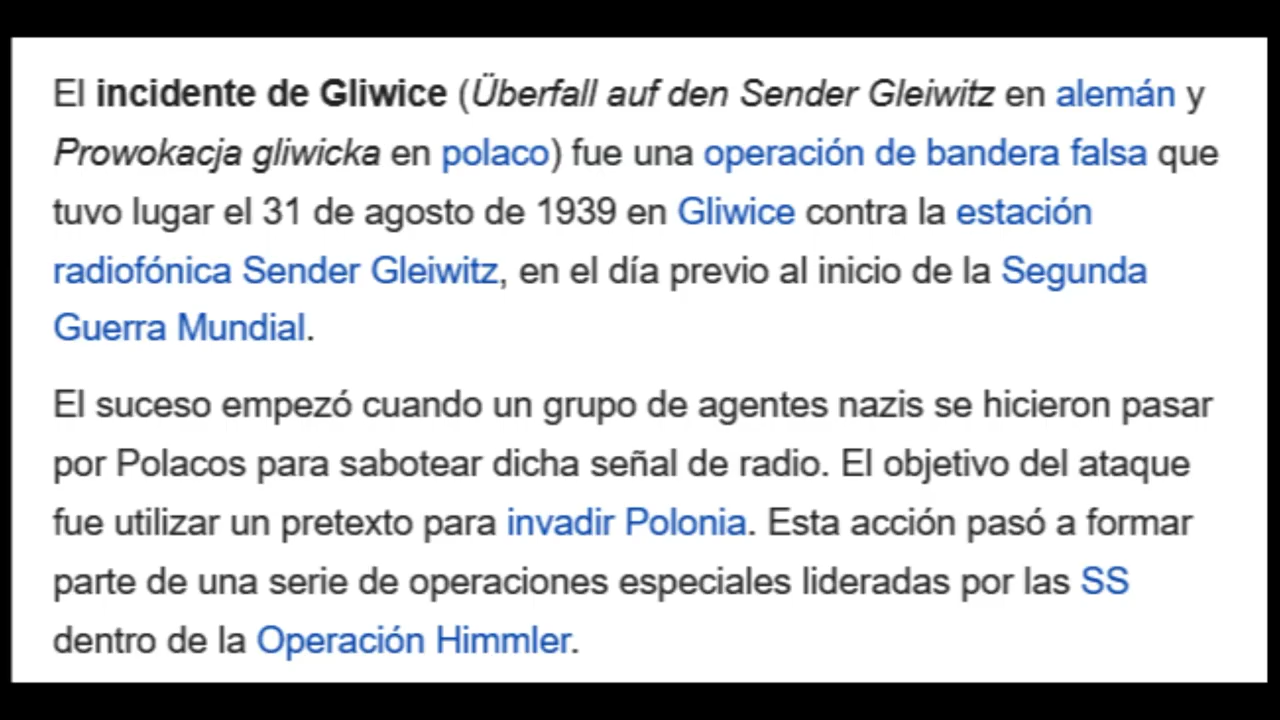 El incidente de Gliwice (Überfall auf den Sender Gleiwitz en alemán y
Prowokacja gliwicka en polaco) fue una operación de bandera falsa que
tuvo lugar el 31 de agosto de 1939 en Gliwice contra la estación
radiofónica Sender Gleiwitz, en el día previo al inicio de la Segunda
Guerra Mundial.
El suceso empezó cuando un grupo de agentes nazis se hicieron pasar
por Polacos para sabotear dicha señal de radio. El objetivo del ataque
fue utilizar un pretexto para invadir Polonia. Esta acción pasó a formar
parte de una serie de operaciones especiales lideradas por las SS
dentro de la Operación Himmler.